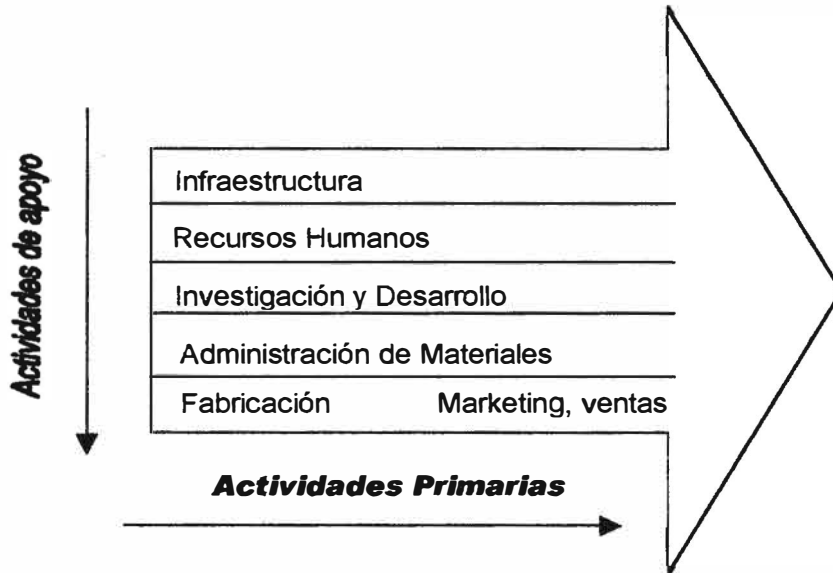 Actividades de apoyo
Infraestructura
Recursos Humanos
Investigación y Desarrollo
Administración de Materiales
Fabricación Marketing, ventas
Actividades Primarias